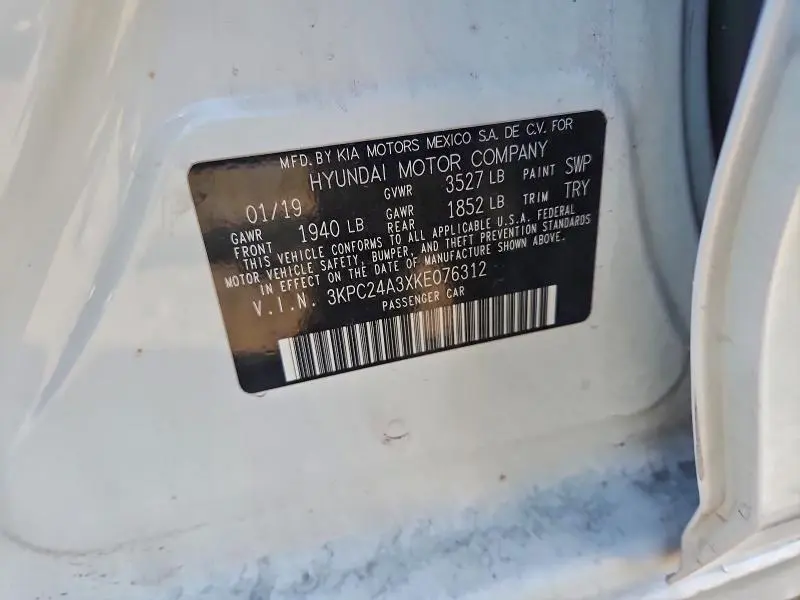 MFD. BY KIA MOTORS MEXICO S.A. DE C.V. FOR
HYUNDAI MOTOR COMPANY
01/19 GVWR 3527 LB PAINT SWP
GAWR FRONT 1940 LB GAWR REAR 1852 LB TRIM TRY
THIS VEHICLE CONFORMS TO ALL APPLICABLE U.S.A. FEDERAL
MOTOR VEHICLE SAFETY, BUMPER, AND THEFT PREVENTION STANDARDS
IN EFFECT ON THE DATE OF MANUFACTURE SHOWN ABOVE.
V.I.N. 3KPC24A3XKE076312
PASSENGER CAR